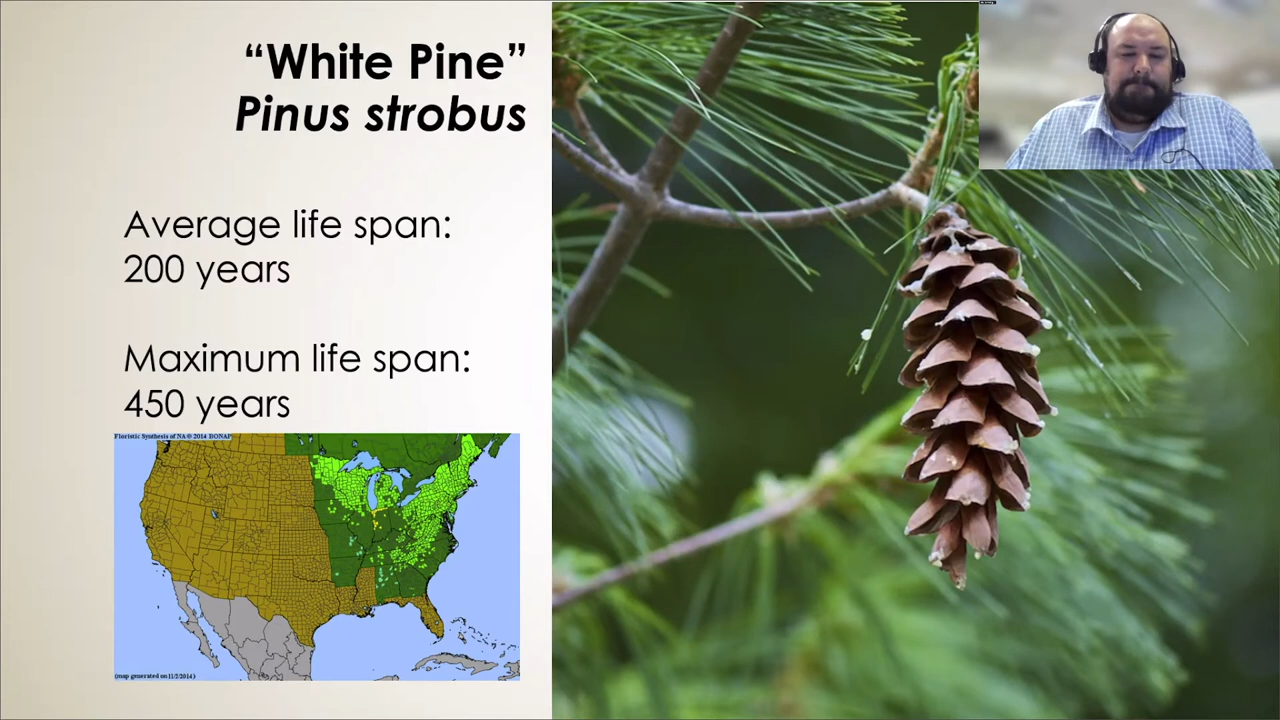 “White Pine”
Pinus strobus
Average life span:
200 years
Maximum life span:
450 years
Floristic Synthesis of NA © 2014 BONAP
(map generated on 11/2/2014)